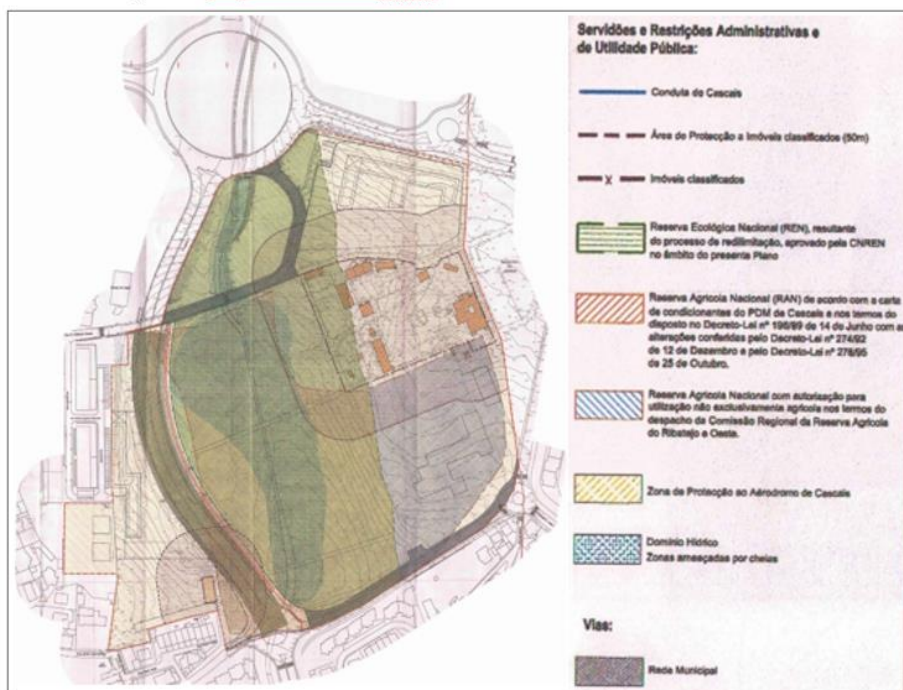 Servidões e Restrições Administrativas e
de Utilidade Pública:
Conduta de Cascais
Área de Protecção a Imóveis classificados (50m)
x
Imóveis classificados
Reserva Ecológica Nacional (REN), resultante
do processo de redilimitação, aprovado pela CNREN
no âmbito do presente Plano
Reserva Agrícola Nacional (RAN) de acordo com a carta
de condicionantes do PDM de Cascais e nos termos do
disposto no Decreto-Lei nº 196/89 de 14 de Junho com as
alterações conferidas pelo Decreto-Lei nº 274/92
de 12 de Dezembro e pelo Decreto-Lei nº 278/95
de 25 de Outubro.
Reserva Agrícola Nacional com autorização para
utilização não exclusivamente agrícola nos termos do
despacho da Comissão Regional da Reserva Agrícola
do Ribatejo e Oeste.
Zona de Protecção ao Aérodromo de Cascais
Domínio Hídrico
Zonas ameaçadas por cheias
Vias:
Rede Municipal